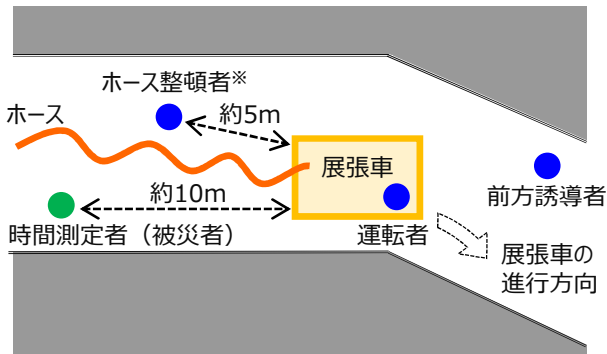 ホース整頓者※
ホース
約5m
展張車
約10m
前方誘導者
時間測定者（被災者）
運転者
展張車の
進行方向